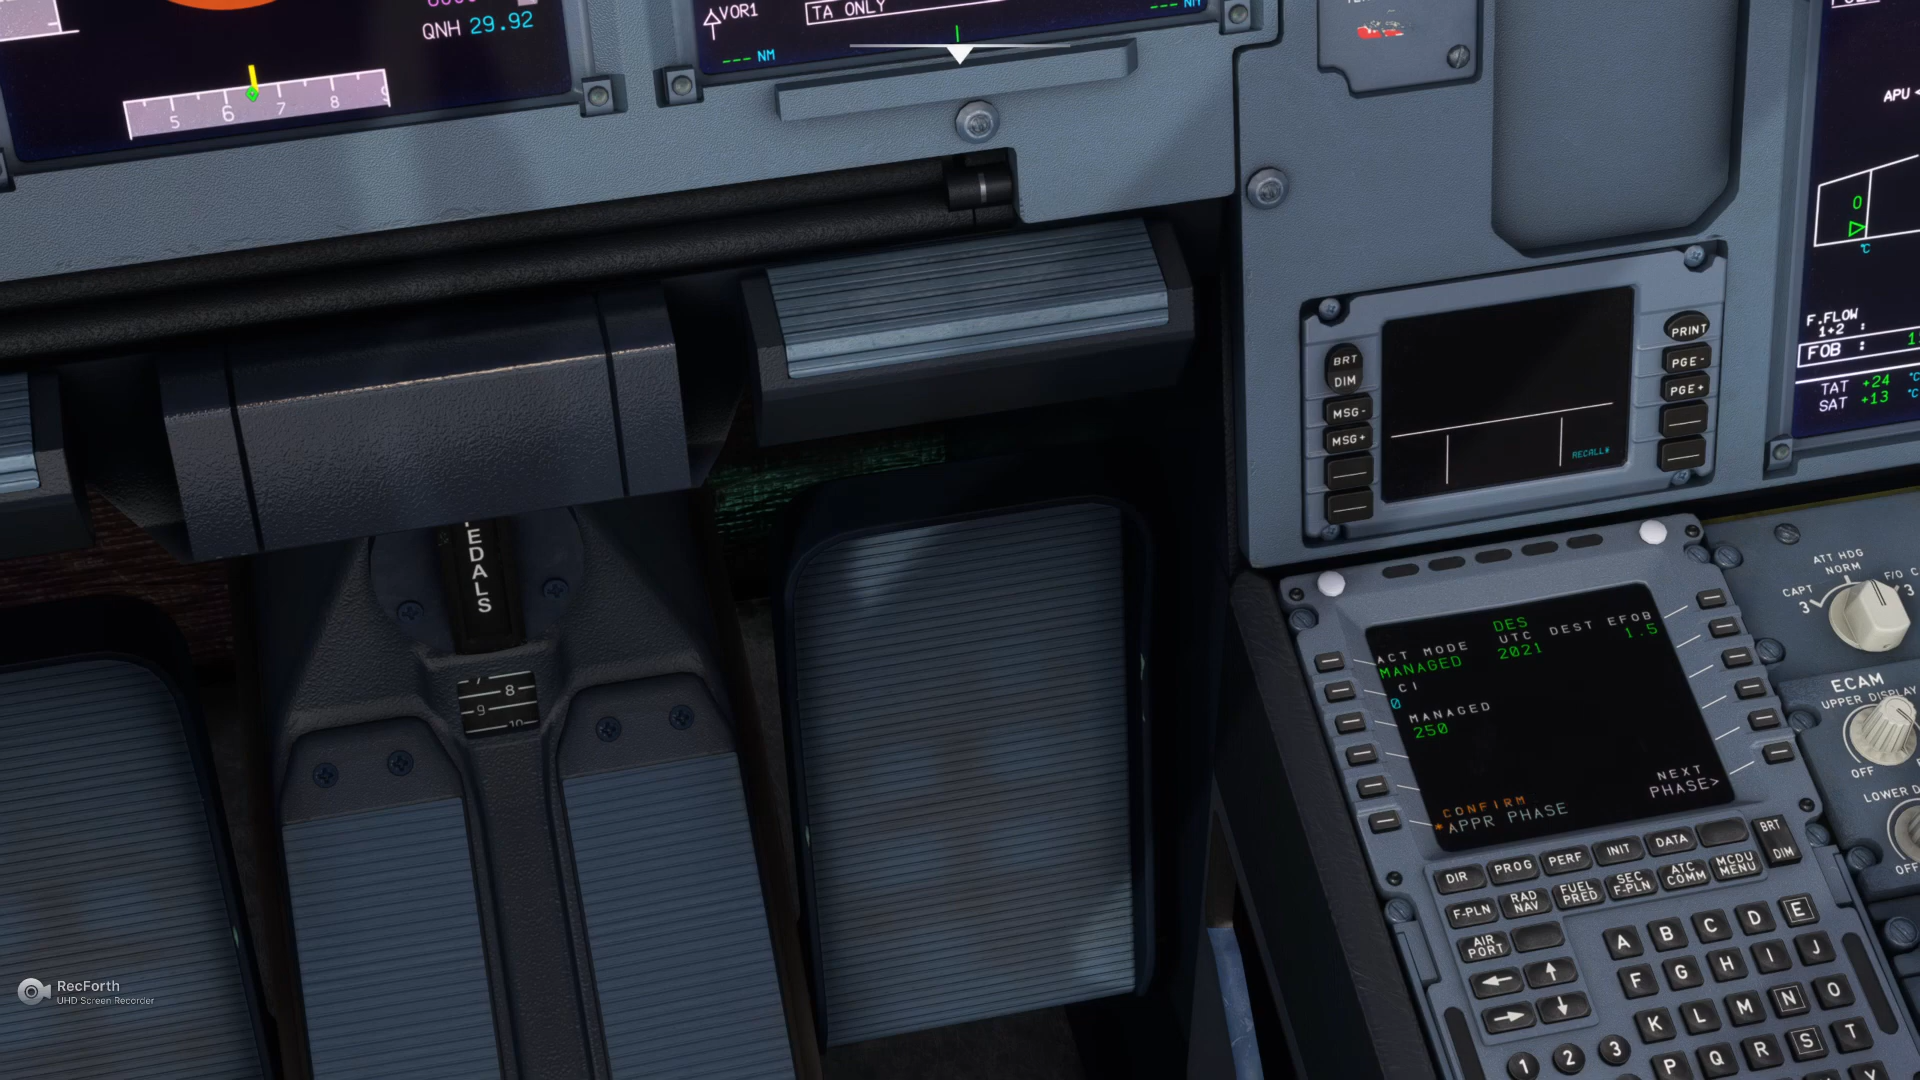 QNH 29.92
5 6 7 8
VOR1
TA ONLY
--- NM
--- NM
APU
0
°C
F.FLOW
1+2 :
FOB :
TAT +24 °C
SAT +13 °C
PRINT
PGE-
PGE+
BRT
DIM
MSG-
MSG+
RECALL*
EDALS
8
9
10
ATT HDG
NORM
CAPT
3
F/O
3
ECAM
UPPER DISPLAY
OFF
OFF
DES
ACT MODE UTC DEST EFOB
MANAGED 2021 1.5
CI
0
MANAGED
250
NEXT
PHASE>
CONFIRM
*APPR PHASE
DIR PROG PERF INIT DATA
BRT
DIM
F-PLN RAD NAV FUEL PRED SEC F-PLN ATC COMM MCDU MENU
AIR PORT
← ↑
→ ↓
A B C D E
F G H I J
K L M N O
P Q R S T
1 2 3
RecForth
UHD Screen Recorder